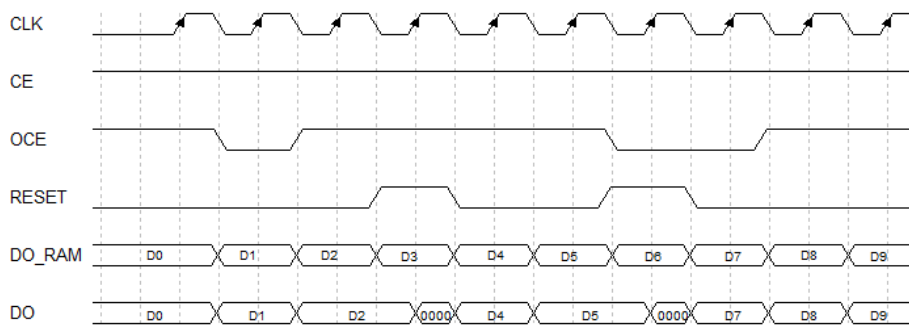 CLK
CE
OCE
RESET
DO_RAM D0 D1 D2 D3 D4 D5 D6 D7 D8 D9
DO D0 D1 D2 0000 D4 D5 0000 D7 D8 D9